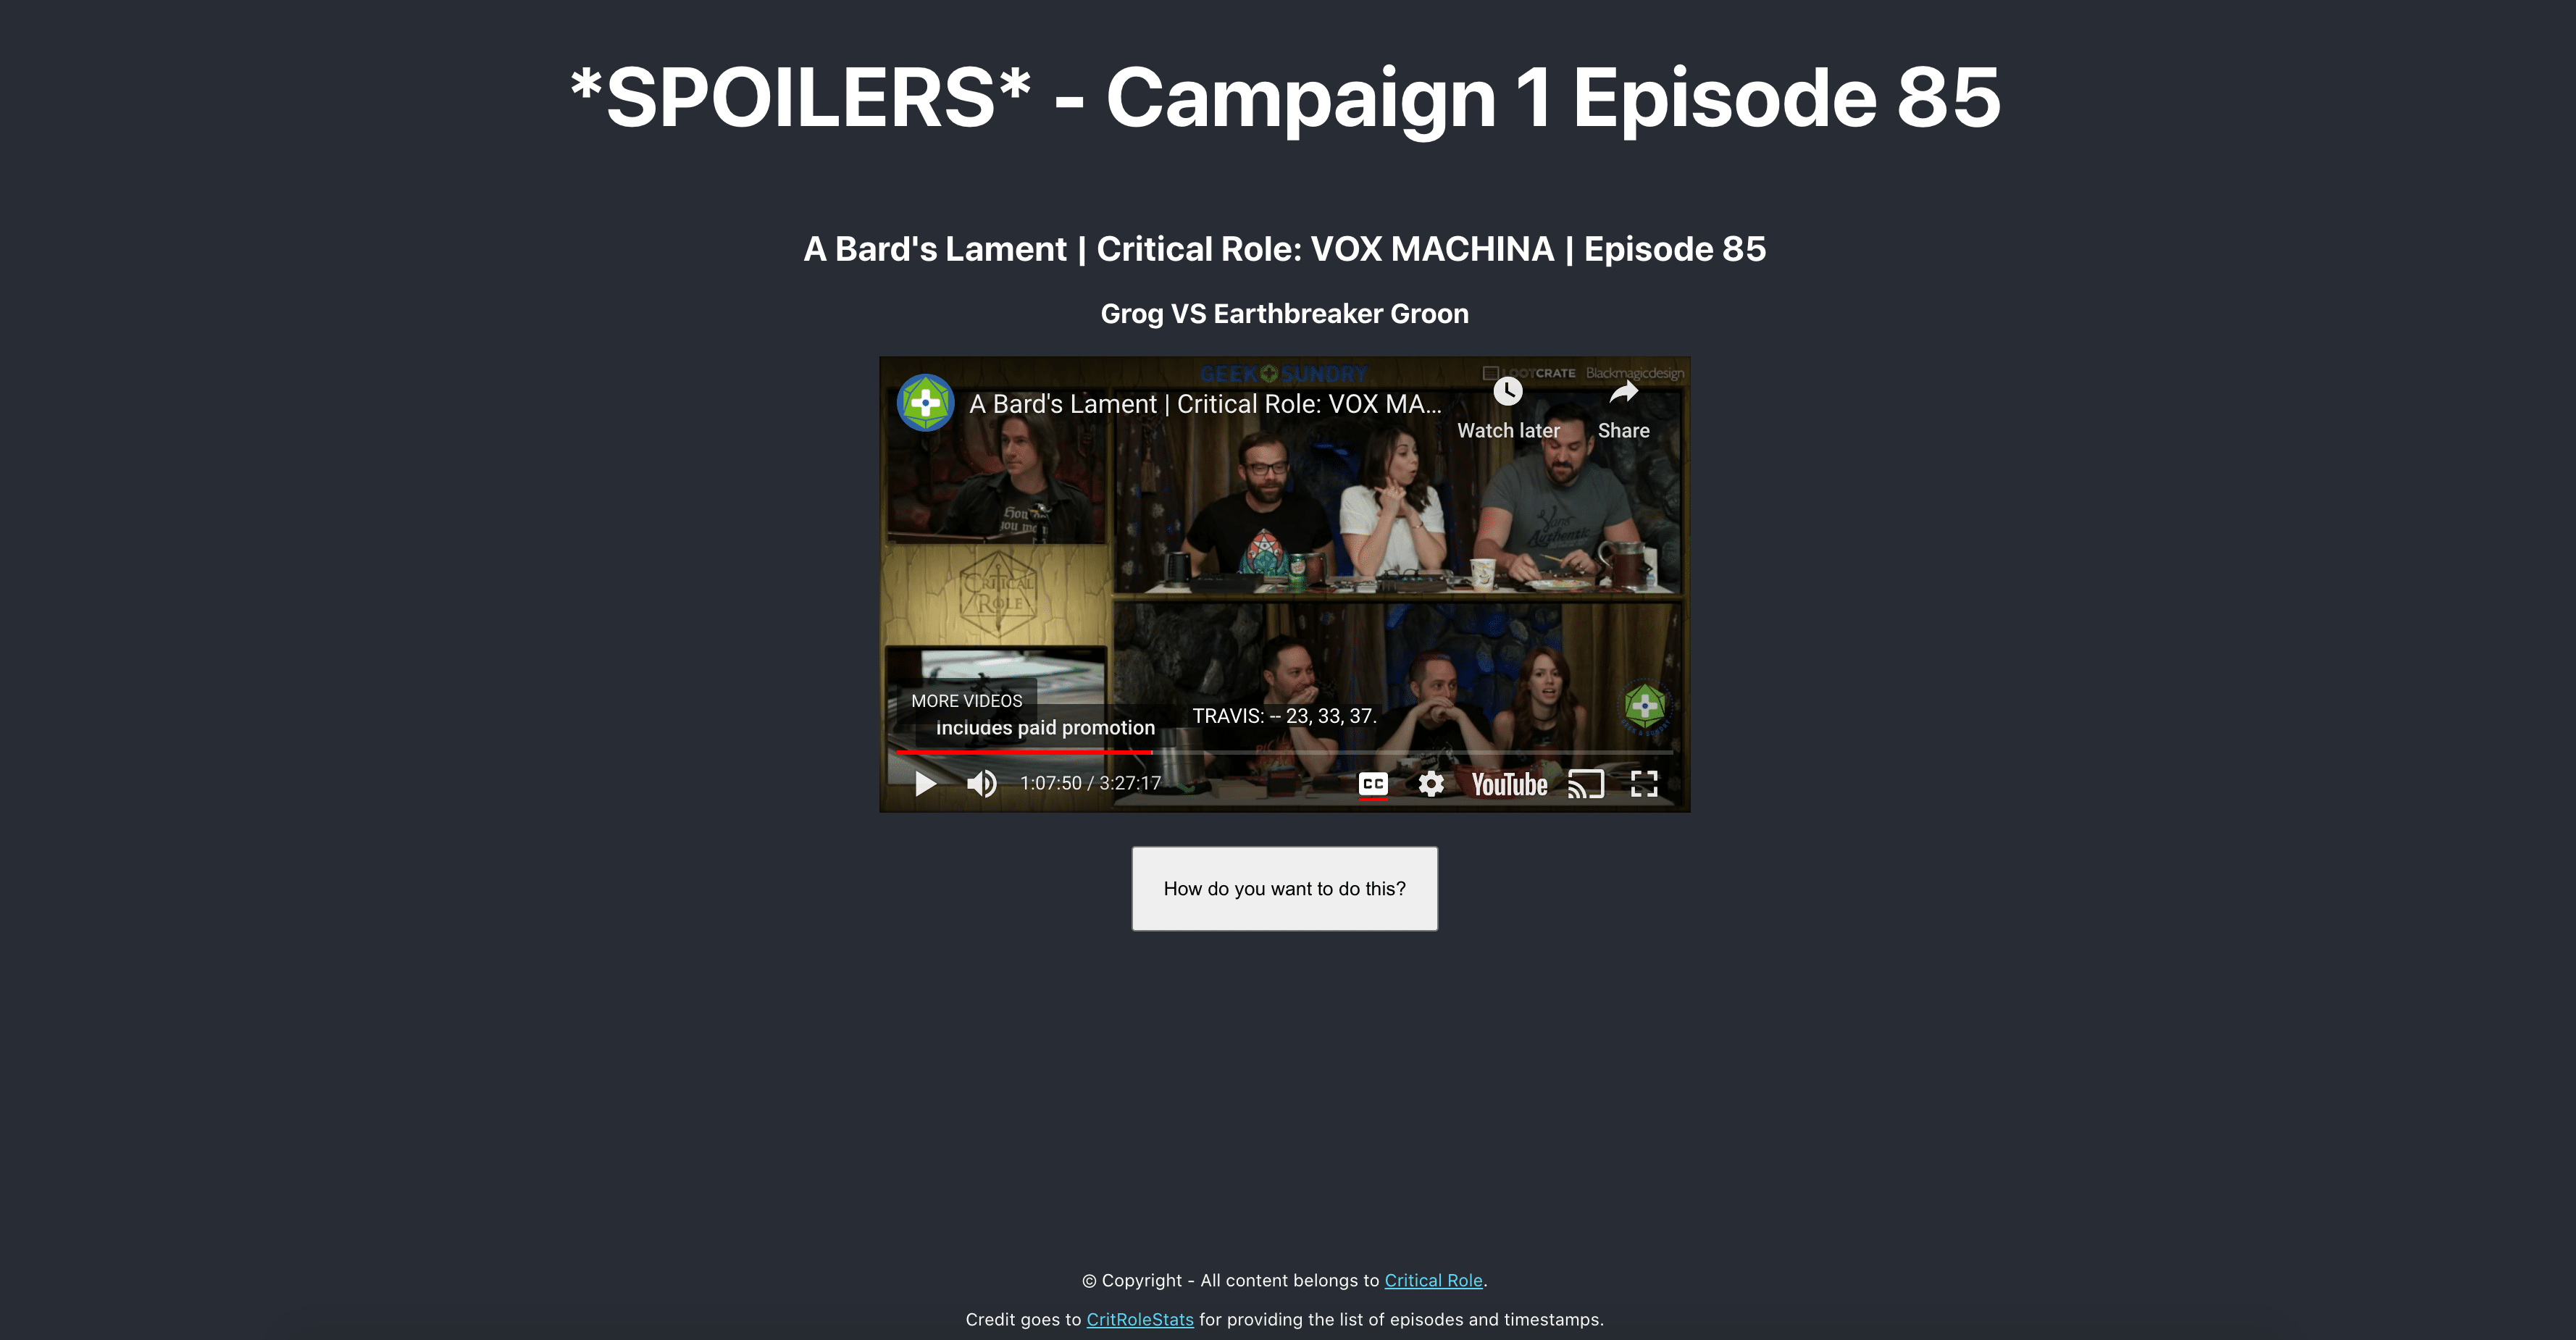 *SPOILERS* - Campaign 1 Episode 85
A Bard's Lament | Critical Role: VOX MACHINA | Episode 85
Grog VS Earthbreaker Groon
GEEK SUNDRY
LOOTCRATE Blackmagicdesign
A Bard's Lament | Critical Role: VOX MA...
Watch later
Share
CRITICAL
ROLE
MORE VIDEOS
Includes paid promotion
TRAVIS: -- 23, 33, 37.
1:07:50 / 3:27:17
CC
YouTube
How do you want to do this?
© Copyright - All content belongs to Critical Role.
Credit goes to CritRoleStats for providing the list of episodes and timestamps.